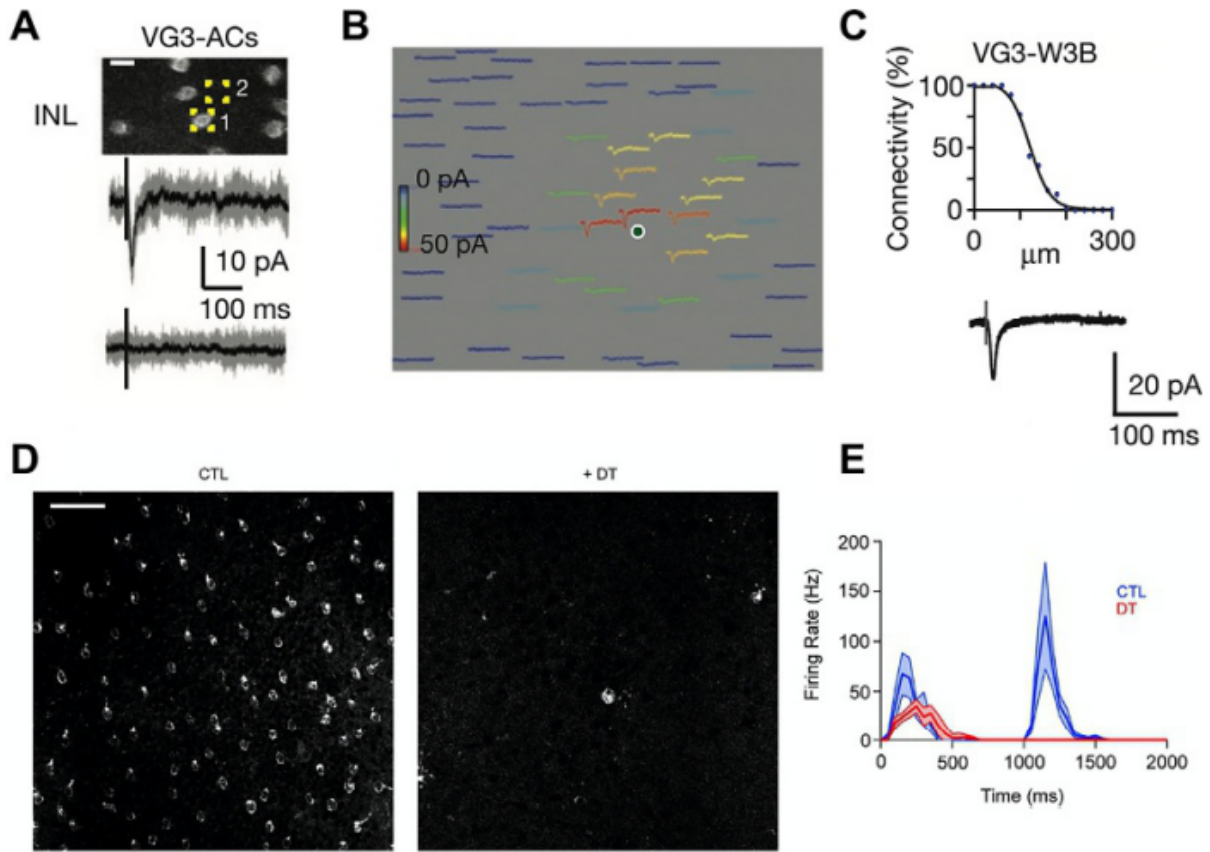 A
VG3-ACs
INL
2
1
10 pA
100 ms
B
0 pA
50 pA
C
VG3-W3B
Connectivity (%)
100
50
0
0
300
µm
20 pA
100 ms
D
CTL
+ DT
E
Firing Rate (Hz)
200
150
100
50
0
CTL
DT
0
500
1000
1500
2000
Time (ms)